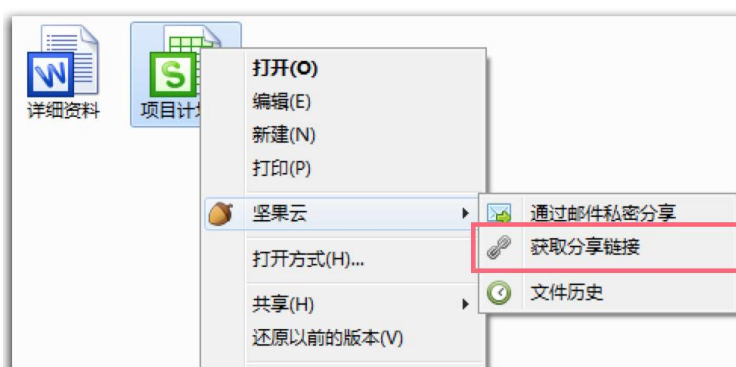 详细资料
项目计
打开(O)
编辑(E)
新建(N)
打印(P)
坚果云
打开方式(H)...
共享(H)
还原以前的版本(V)
通过邮件私密分享
获取分享链接
文件历史